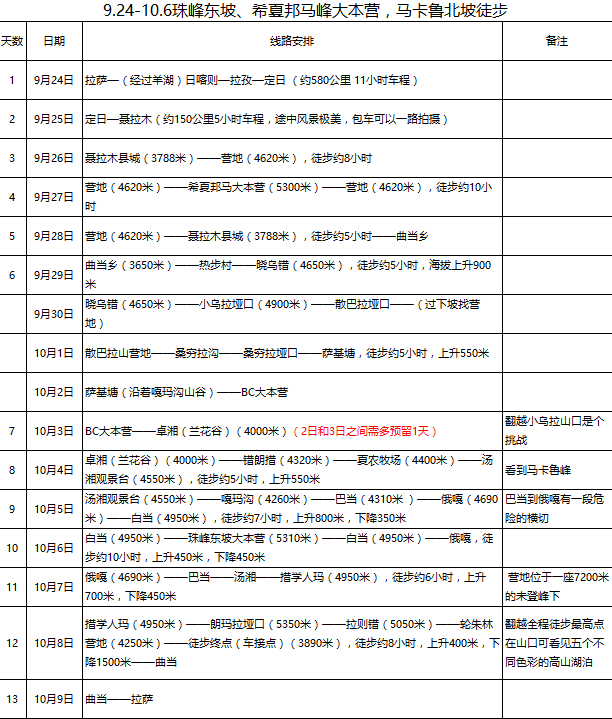 9.24-10.6珠峰东坡、希夏邦马峰大本营，马卡鲁北坡徒步
天数 日期 线路安排 备注
1 9月24日 拉萨—（经过羊湖）日喀则—拉孜—定日 （约580公里 11小时车程）
2 9月25日 定日—聂拉木（约150公里5小时车程，途中风景极美，包车可以一路拍摄）
3 9月26日 聂拉木县城（3788米）——营地（4620米），徒步约8小时
4 9月27日 营地（4620米）——希夏邦马大本营（5300米）——营地（4620米），徒步约10小
时
5 9月28日 营地（4620米）——聂拉木县城（3788米），徒步约5小时——曲当乡
6 9月29日 曲当乡（3650米）——热步村——晓乌错（4650米），徒步约5小时，海拔上升900
米
9月30日 晓乌错（4650米）——小乌拉垭口（4900米）——散巴拉垭口——（过下坡找营
地）
10月1日 散巴拉山营地——桑穷拉沟——桑穷拉垭口——萨基塘，徒步约5小时，上升550米
10月2日 萨基塘（沿着嘎玛沟山谷）——BC大本营
7 10月3日 BC大本营——卓湘（兰花谷）（4000米）（2日和3日之间需多预留1天）
翻越小乌拉山口是个
挑战
8 10月4日 卓湘（兰花谷）（4000米）——错朗措（4320米）——夏农牧场（4400米）——汤
湘观景台（4550米），徒步约5小时，上升550米
看到马卡鲁峰
9 10月5日 汤湘观景台（4550米）——嘎玛沟（4260米）——巴当（4310米 ）——俄嘎（4690
米）——白当（4950米），徒步约7小时，上升800米，下降350米
巴当到俄嘎有一段危
险的横切
10 10月6日 白当（4950米）——珠峰东坡大本营（5310米）——白当（4950米）——俄嘎，徒
步约10小时，上升450米，下降450米
11 10月7日 俄嘎（4690米）——巴当——汤湘——措学人玛（4950米），徒步约6小时，上升
700米，下降450米
营地位于一座7200米
的未登峰下
12 10月8日 措学人玛（4950米）——朗玛拉垭口（5350米）——拉则错（5050米）——轮朱林
营地（4250米）——徒步终点（车接点）（3890米），徒步约8小时，上升400米，下
降1500米——曲当
翻越全程徒步最高点
在山口可看见五个不
同色彩的高山湖泊
13 10月9日 曲当——拉萨